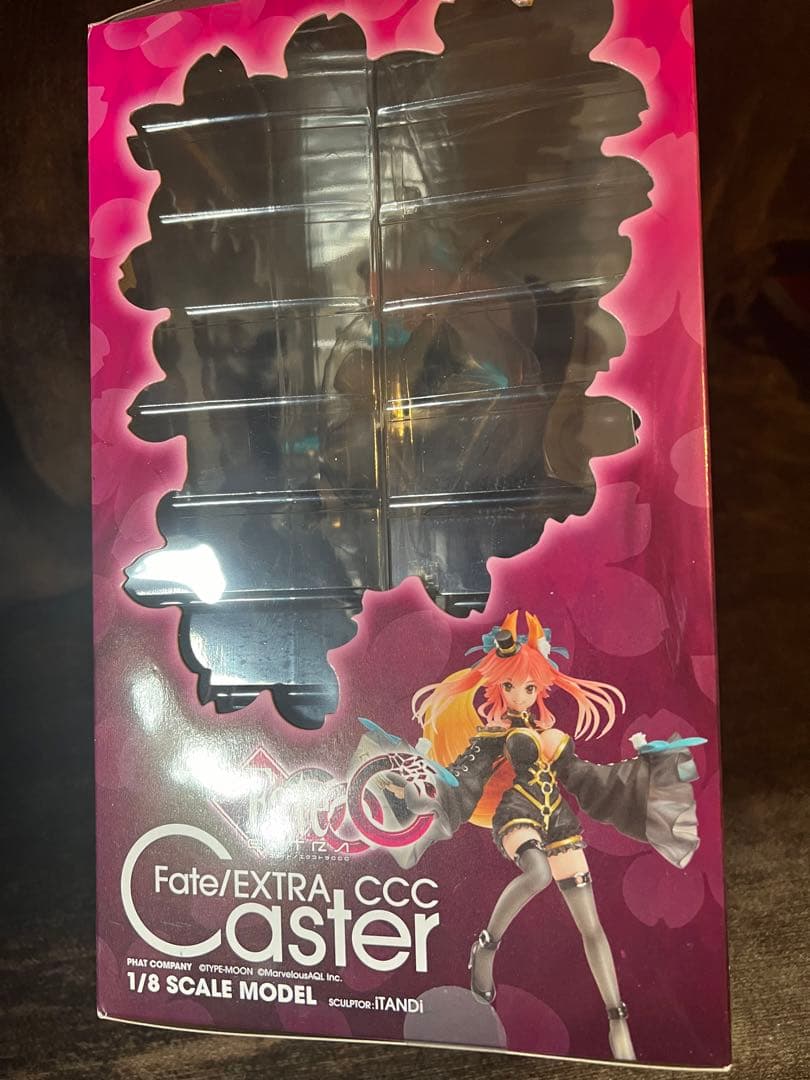 Fate/EXTRA CCC
Caster
PHAT COMPANY ©TYPE-MOON ©MarvelousAQL Inc.
1/8 SCALE MODEL SCULPTOR:iTANDi